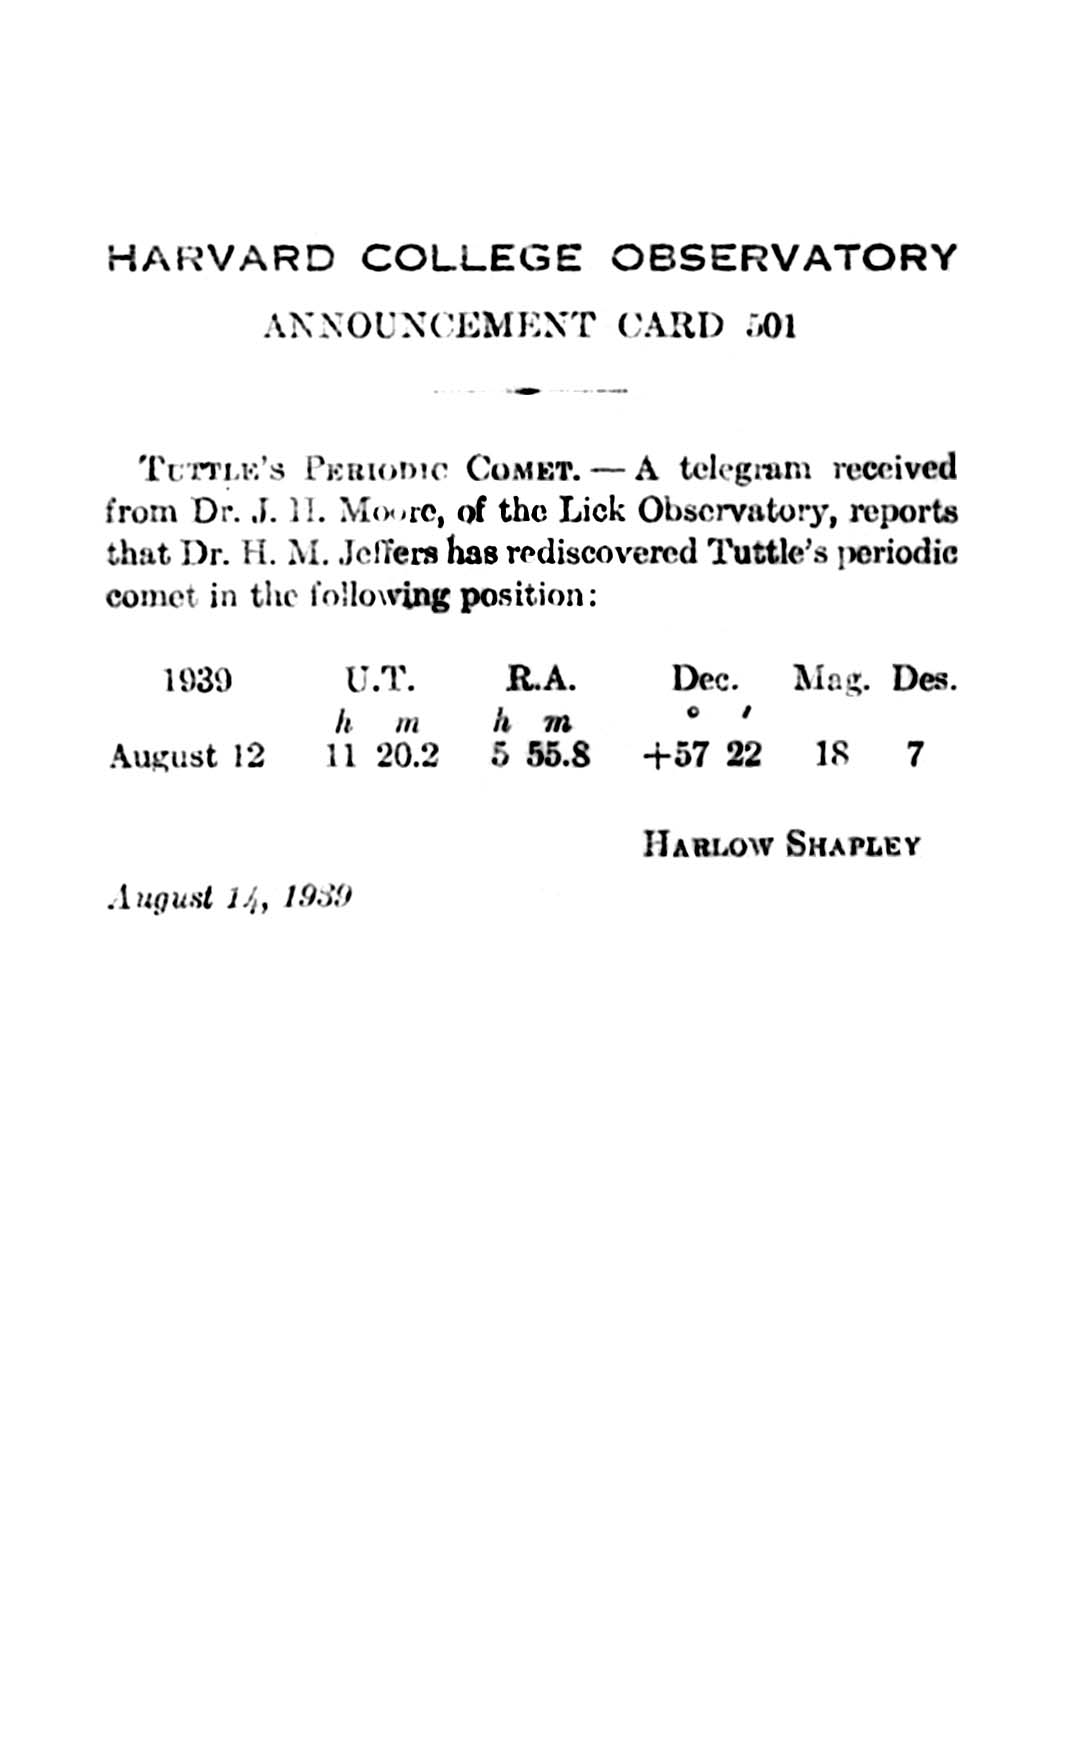 HARVARD COLLEGE OBSERVATORY
ANNOUNCEMENT CARD 501
TUTTLE'S PERIODIC COMET. — A telegram received
from Dr. J. H. Moore, of the Lick Observatory, reports
that Dr. H. M. Jeffers has rediscovered Tuttle's periodic
comet in the following position:
1939 U.T. R.A. Dec. Mag. Des.
h m h m ° ′
August 12 11 20.2 5 55.8 +57 22 18 7
HARLOW SHAPLEY
August 14, 1939